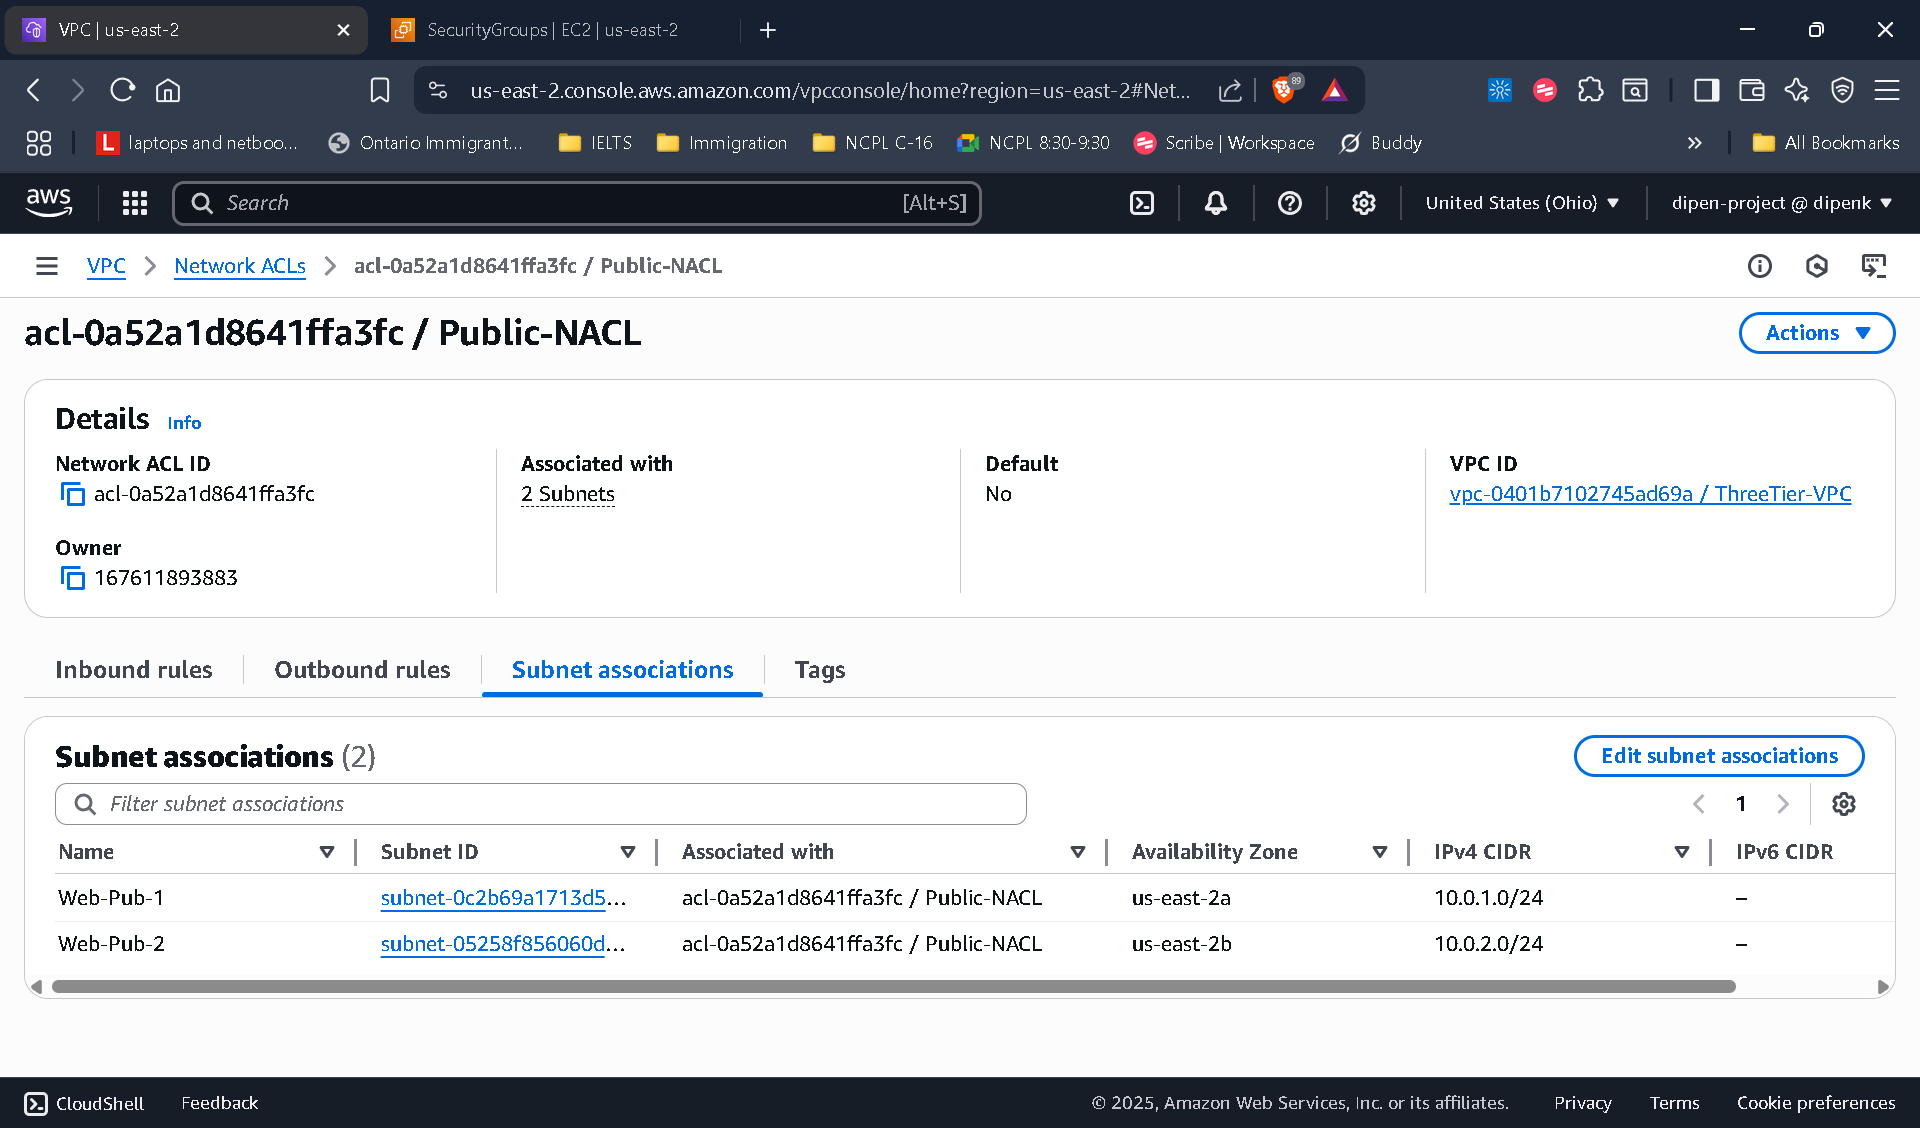 VPC | us-east-2
SecurityGroups | EC2 | us-east-2
us-east-2.console.aws.amazon.com/vpcconsole/home?region=us-east-2#Net...
89
laptops and netboo...
Ontario Immigrant...
IELTS
Immigration
NCPL C-16
NCPL 8:30-9:30
Scribe | Workspace
Buddy
All Bookmarks
aws
Search
[Alt+S]
United States (Ohio)
dipen-project @ dipenk
VPC
Network ACLs
acl-0a52a1d8641ffa3fc / Public-NACL
acl-0a52a1d8641ffa3fc / Public-NACL
Actions
Details Info
Network ACL ID
acl-0a52a1d8641ffa3fc
Associated with
2 Subnets
Default
No
VPC ID
vpc-0401b7102745ad69a / ThreeTier-VPC
Owner
167611893883
Inbound rules
Outbound rules
Subnet associations
Tags
Subnet associations (2)
Edit subnet associations
Filter subnet associations
1
Name Subnet ID Associated with Availability Zone IPv4 CIDR IPv6 CIDR
Web-Pub-1 subnet-0c2b69a1713d5... acl-0a52a1d8641ffa3fc / Public-NACL us-east-2a 10.0.1.0/24 –
Web-Pub-2 subnet-05258f856060d... acl-0a52a1d8641ffa3fc / Public-NACL us-east-2b 10.0.2.0/24 –
CloudShell
Feedback
© 2025, Amazon Web Services, Inc. or its affiliates.
Privacy
Terms
Cookie preferences